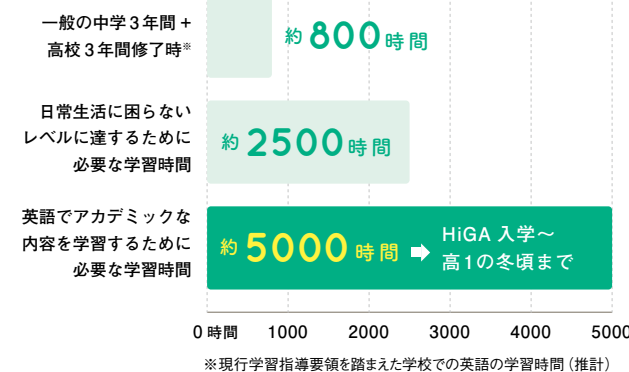 一般の中学3年間+
高校3年間修了時※
約800時間
日常生活に困らない
レベルに達するために
必要な学習時間
約2500時間
英語でアカデミックな
内容を学習するために
必要な学習時間
約5000時間 ➡ HiGA 入学〜
高1の冬頃まで
0時間 1000 2000 3000 4000 5000
※現行学習指導要領を踏まえた学校での英語の学習時間（推計）